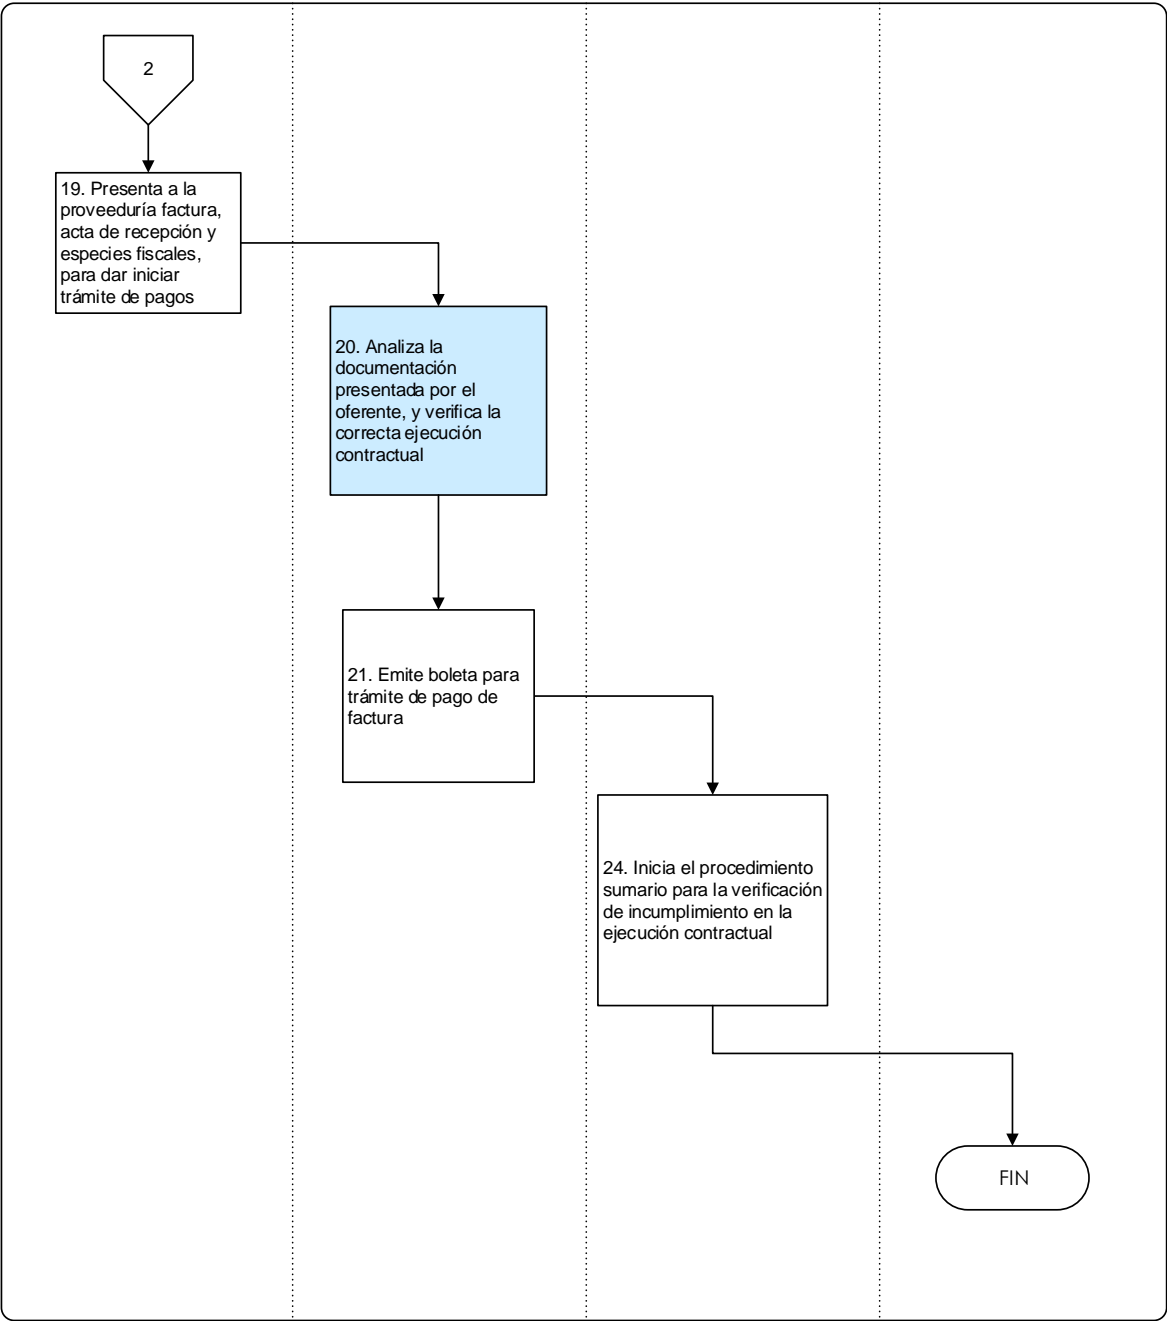 2
19. Presenta a la
proveeduría factura,
acta de recepción y
especies fiscales,
para dar iniciar
trámite de pagos
20. Analiza la
documentación
presentada por el
oferente, y verifica la
correcta ejecución
contractual
21. Emite boleta para
trámite de pago de
factura
24. Inicia el procedimiento
sumario para la verificación
de incumplimiento en la
ejecución contractual
FIN